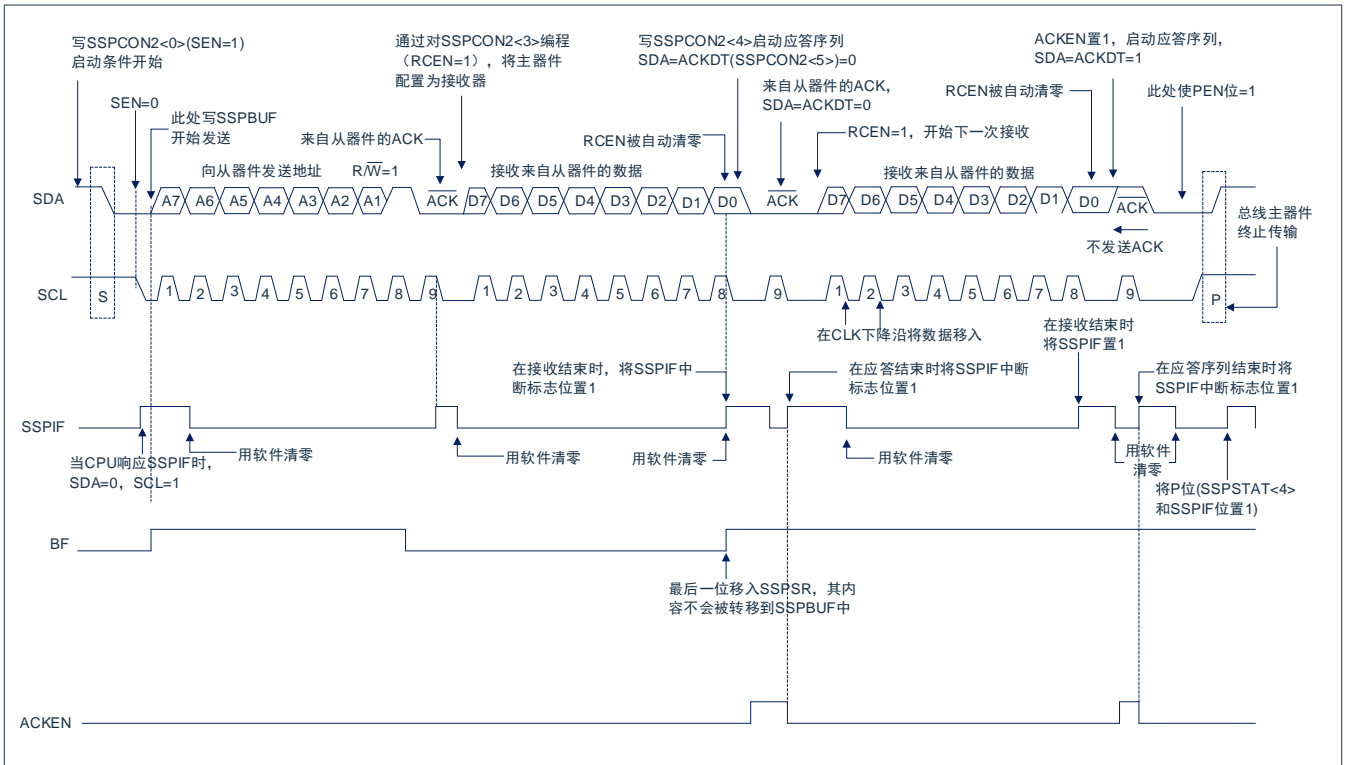 写SSPCON2<0>(SEN=1)
启动条件开始
SEN=0
此处写SSPBUF
开始发送
向从器件发送地址
R/W=1
来自从器件的ACK
通过对SSPCON2<3>编程
（RCEN=1），将主器件
配置为接收器
接收来自从器件的数据
RCEN被自动清零
写SSPCON2<4>启动应答序列
SDA=ACKDT(SSPCON2<5>)=0
来自从器件的ACK，
SDA=ACKDT=0
RCEN=1，开始下一次接收
接收来自从器件的数据
RCEN被自动清零
ACKEN置1，启动应答序列，
SDA=ACKDT=1
此处使PEN位=1
SDA
A7 A6 A5 A4 A3 A2 A1 ACK D7 D6 D5 D4 D3 D2 D1 D0 ACK D7 D6 D5 D4 D3 D2 D1 D0 ACK
不发送ACK
总线主器件
终止传输
SCL
S 1 2 3 4 5 6 7 8 9 1 2 3 4 5 6 7 8 9 1 2 3 4 5 6 7 8 9 P
在CLK下降沿将数据移入
在接收结束时，将SSPIF中
断标志位置1
在应答结束时将SSPIF中断
标志位置1
在接收结束时
将SSPIF置1
在应答序列结束时将
SSPIF中断标志位置1
SSPIF
当CPU响应SSPIF时，
SDA=0，SCL=1
用软件清零
用软件清零
用软件清零
用软件清零
用软件
清零
将P位(SSPSTAT<4>
和SSPIF位置1)
BF
最后一位移入SSPSR，其内
容不会被转移到SSPBUF中
ACKEN